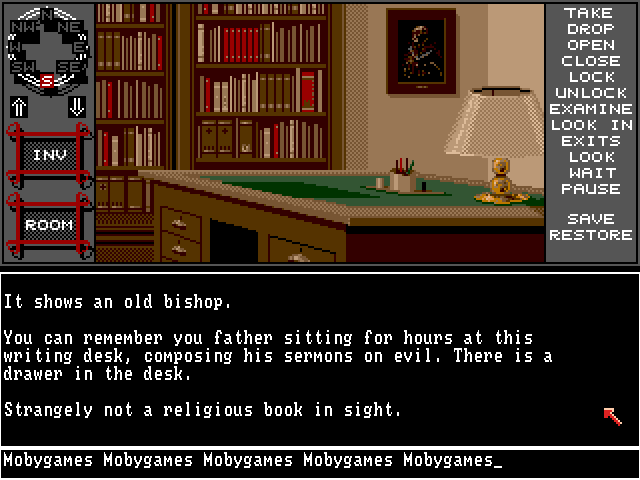 N
NW NE
W E
SW SE
S
INV
ROOM
TAKE
DROP
OPEN
CLOSE
LOCK
UNLOCK
EXAMINE
LOOK IN
EXITS
LOOK
WAIT
PAUSE
SAVE
RESTORE
It shows an old bishop.
You can remember you father sitting for hours at this
writing desk, composing his sermons on evil. There is a
drawer in the desk.
Strangely not a religious book in sight.
Mobygames Mobygames Mobygames Mobygames Mobygames_